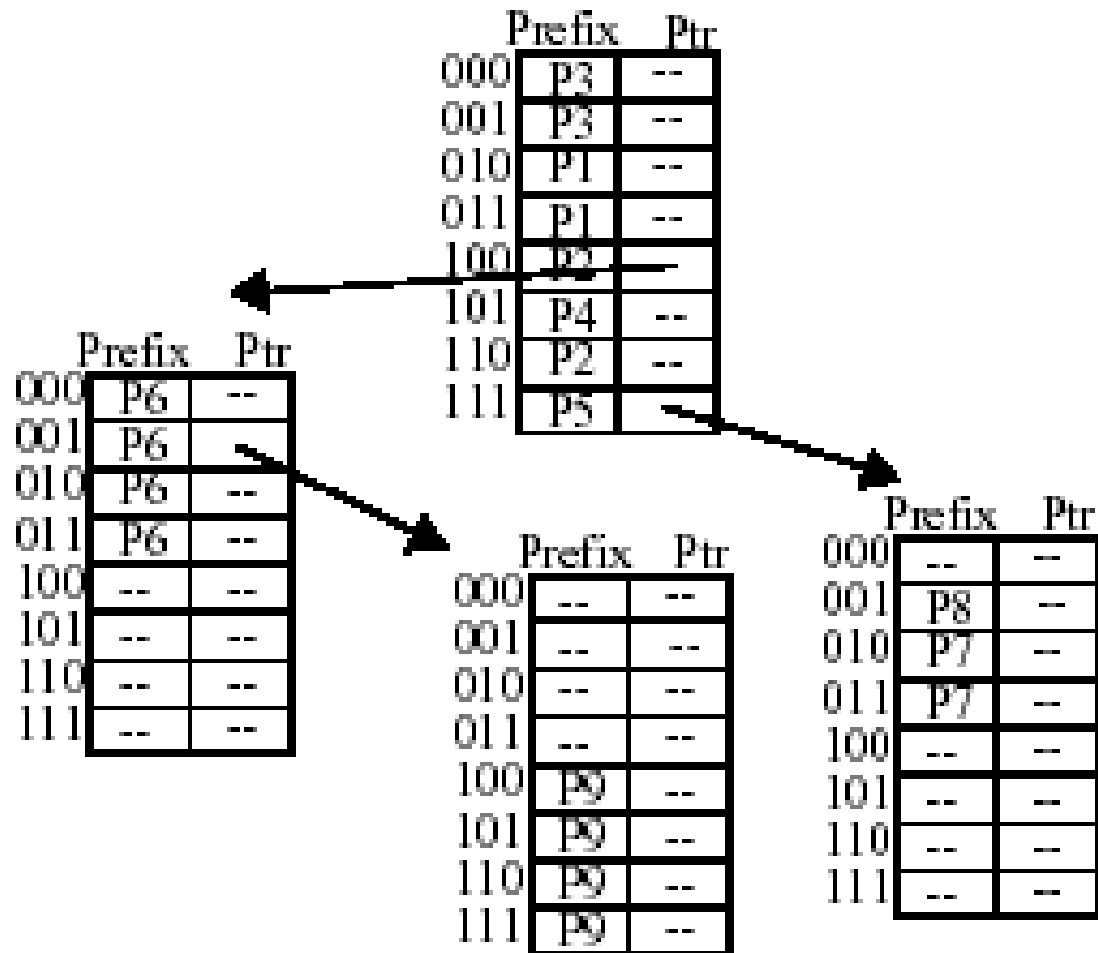 Prefix Ptr
000 P3 --
001 P3 --
010 P1 --
011 P1 --
100 P2
101 P4 --
110 P2 --
111 P5
Prefix Ptr
000 P6 --
001 P6
010 P6 --
011 P6 --
100 -- --
101 -- --
110 -- --
111 -- --
Prefix Ptr
000 -- --
001 -- --
010 -- --
011 -- --
100 P9 --
101 P9 --
110 P9 --
111 P9 --
Prefix Ptr
000 -- --
001 P8 --
010 P7 --
011 P7 --
100 -- --
101 -- --
110 -- --
111 -- --